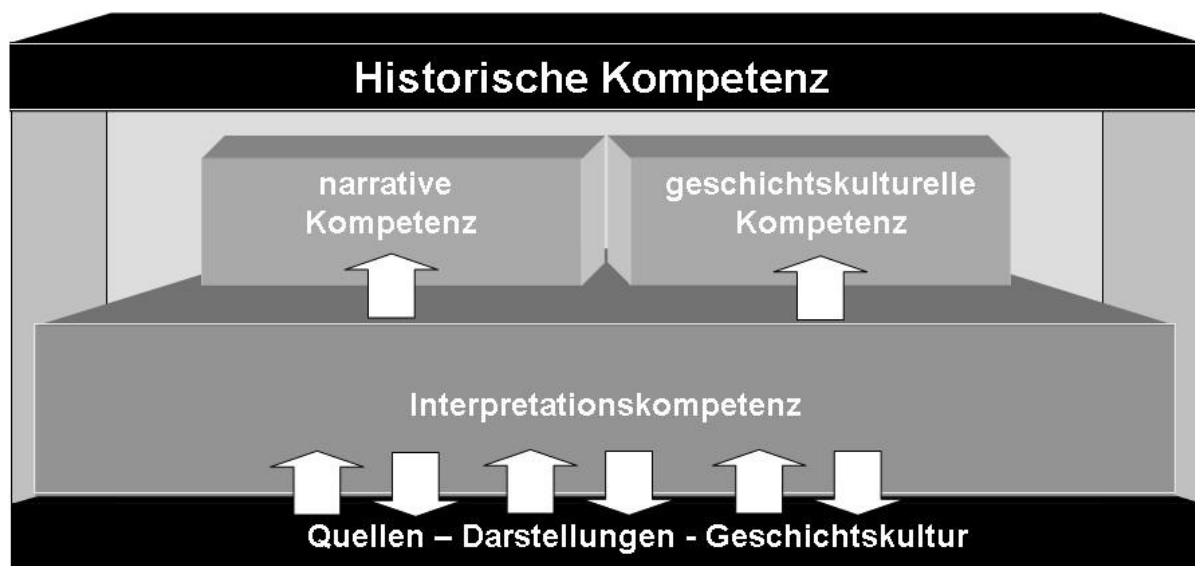 Historische Kompetenz
narrative
Kompetenz
geschichtskulturelle
Kompetenz
Interpretationskompetenz
Quellen – Darstellungen - Geschichtskultur